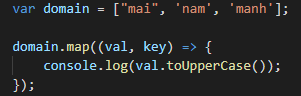 var domain = ["mai", 'nam', 'manh'];
domain.map((val, key) => {
    console.log(val.toUpperCase());
});